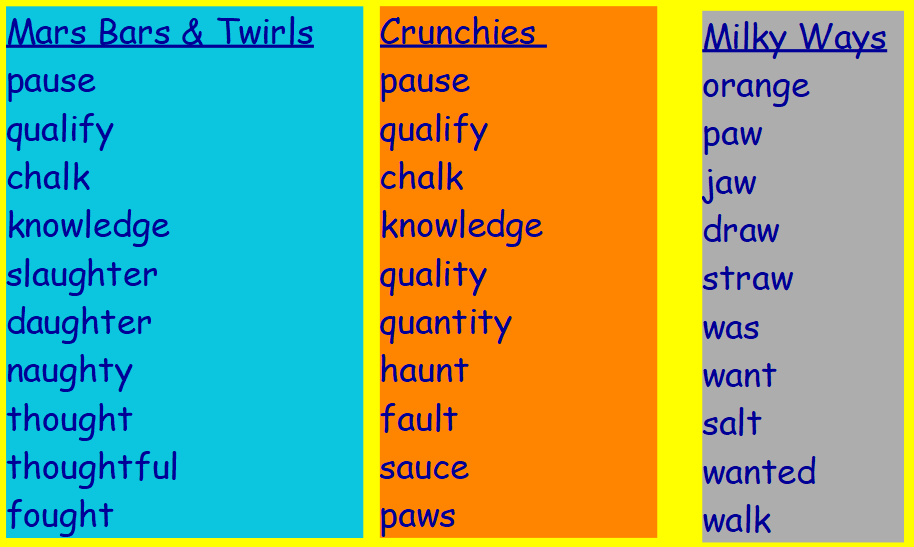 Mars Bars & Twirls
pause
qualify
chalk
knowledge
slaughter
daughter
naughty
thought
thoughtful
fought
Crunchies
pause
qualify
chalk
knowledge
quality
quantity
haunt
fault
sauce
paws
Milky Ways
orange
paw
jaw
draw
straw
was
want
salt
wanted
walk